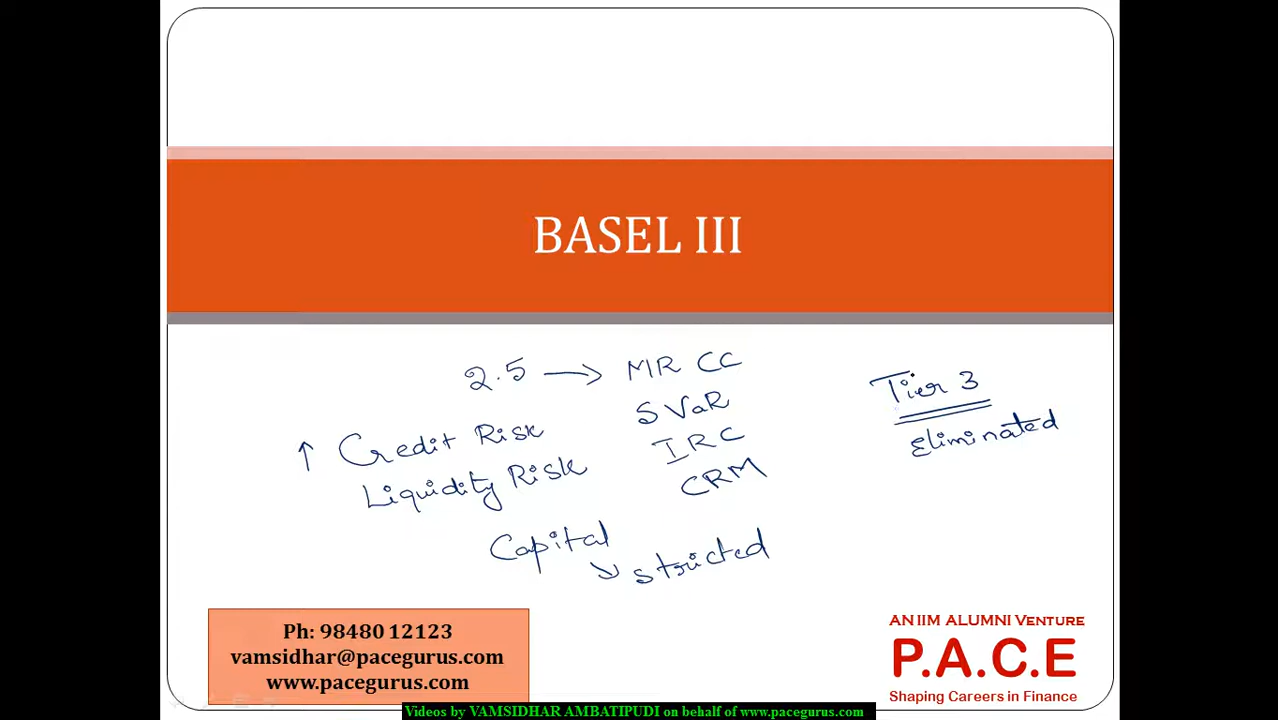 BASEL III
2.5 → MR CC
SVaR
IRC
CRM
↑ Credit Risk
Liquidity Risk
Capital
↘ stricted
Tier 3
Eliminated
Ph: 98480 12123
vamsidhar@pacegurus.com
www.pacegurus.com
AN IIM ALUMNI VENTURE
P.A.C.E
Shaping Careers in Finance
Videos by VAMSIDHAR AMBATIPUDI on behalf of www.pacegurus.com